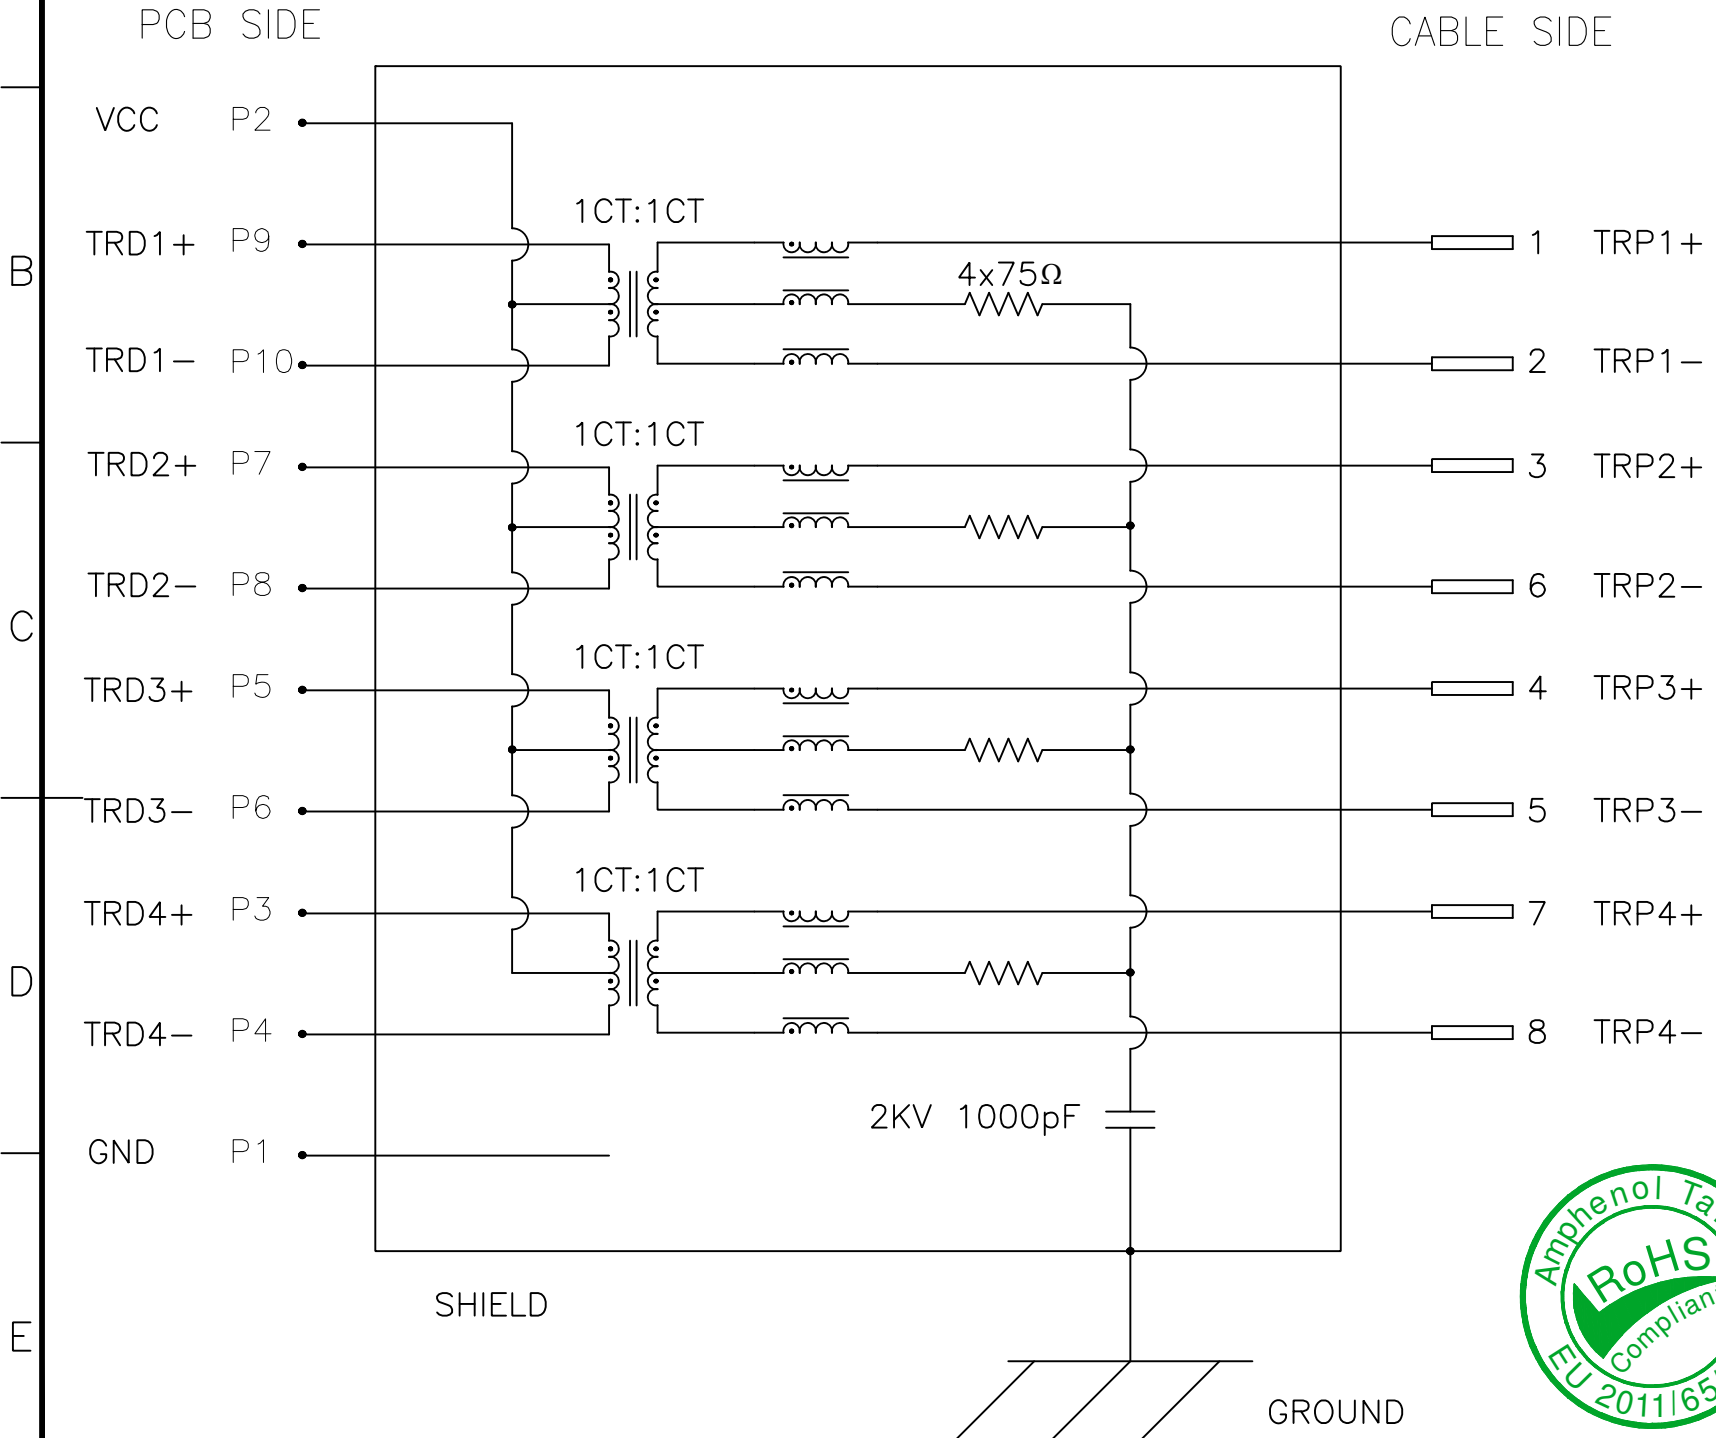 PCB SIDE
CABLE SIDE
VCC P2
1CT:1CT
TRD1+ P9
1 TRP1+
B
4x75Ω
TRD1- P10
2 TRP1-
1CT:1CT
TRD2+ P7
3 TRP2+
TRD2- P8
6 TRP2-
C
1CT:1CT
TRD3+ P5
4 TRP3+
TRD3- P6
5 TRP3-
1CT:1CT
TRD4+ P3
7 TRP4+
D
TRD4- P4
8 TRP4-
2KV 1000pF
GND P1
SHIELD
E
GROUND
Amphenol
RoHS
EU 2011/65